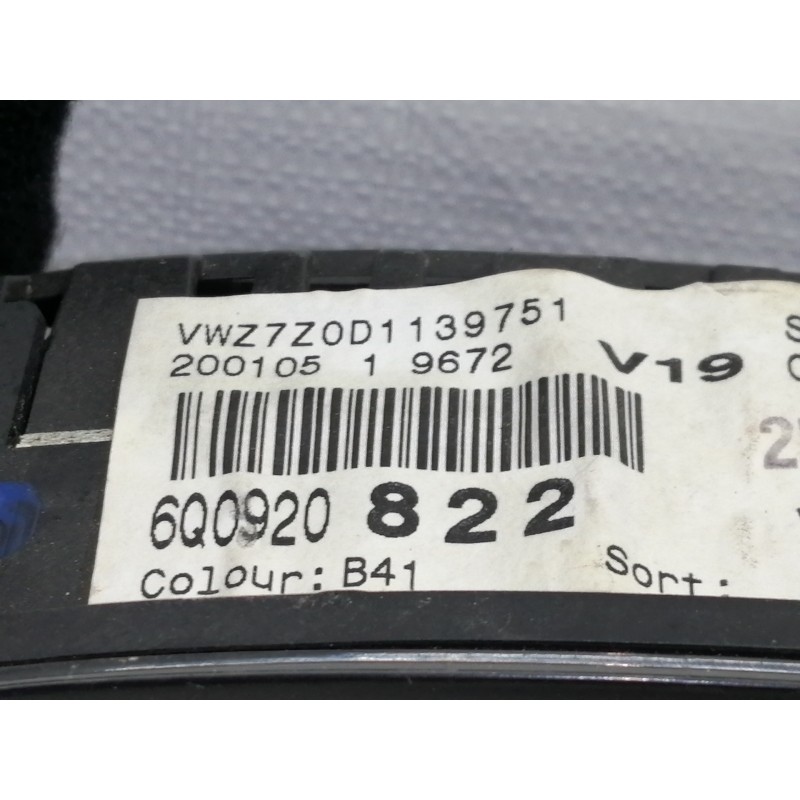 VWZ7Z0D1139751
200105 1 9672 V19
6Q0920 822
Colour: B41 Sort: